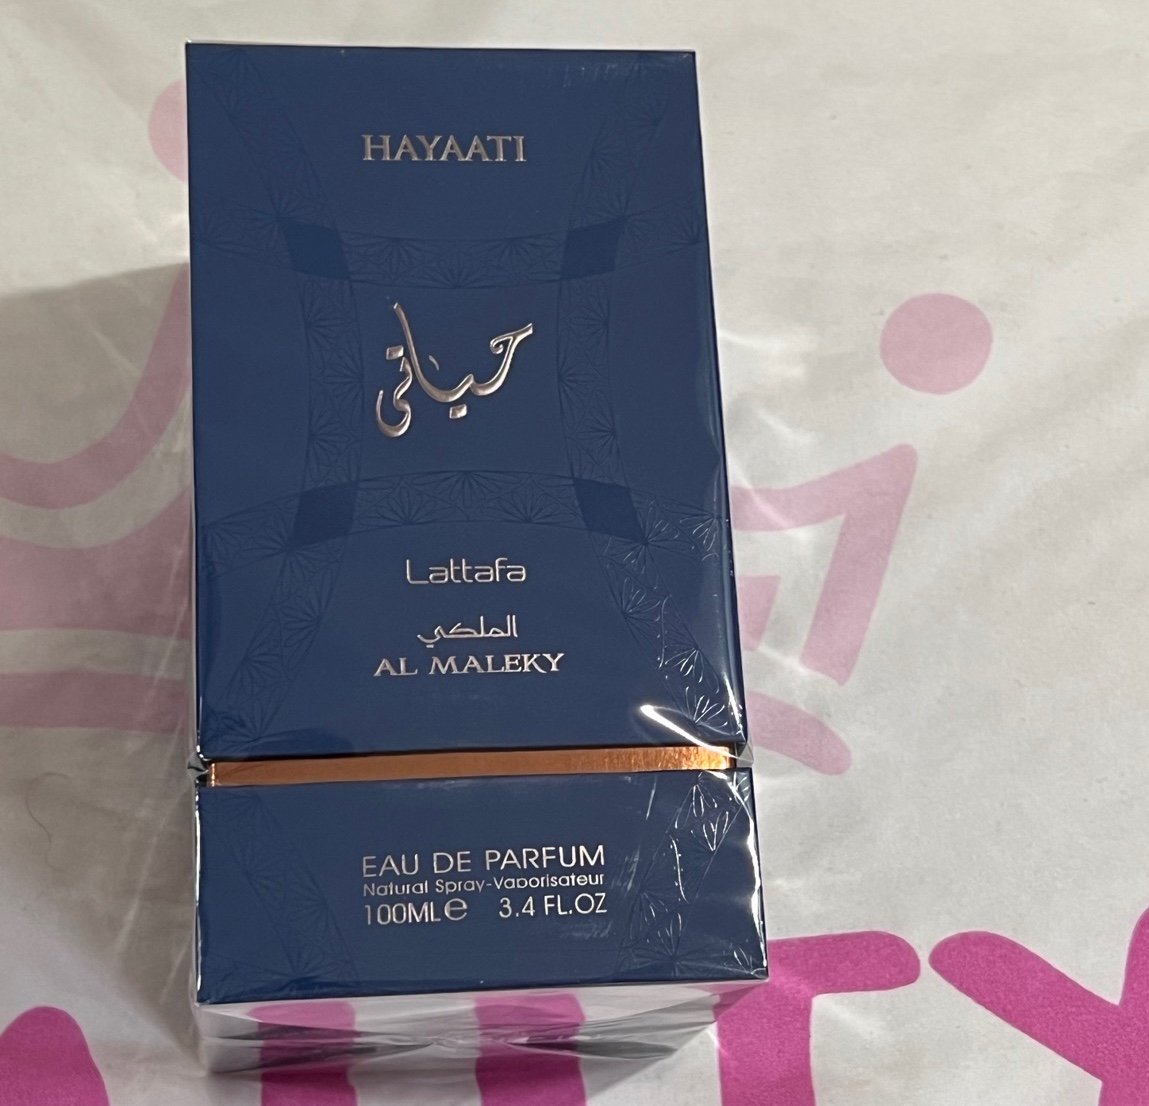 HAYAATI
حياتي
Lattafa
الملكي
AL MALEKY
EAU DE PARFUM
Natural Spray-Vaporisateur
100ML℮ 3.4 FL.OZ